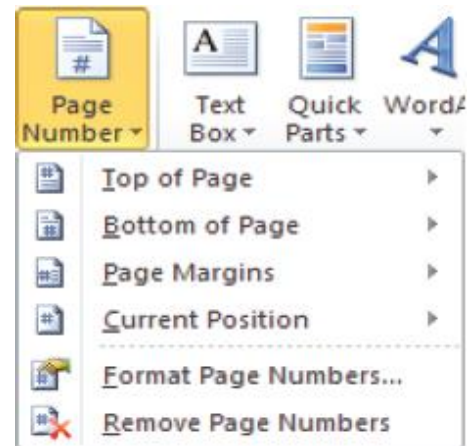 Page Text Quick
Number Box Parts
Top of Page
Bottom of Page
Page Margins
Current Position
Format Page Numbers...
Remove Page Numbers